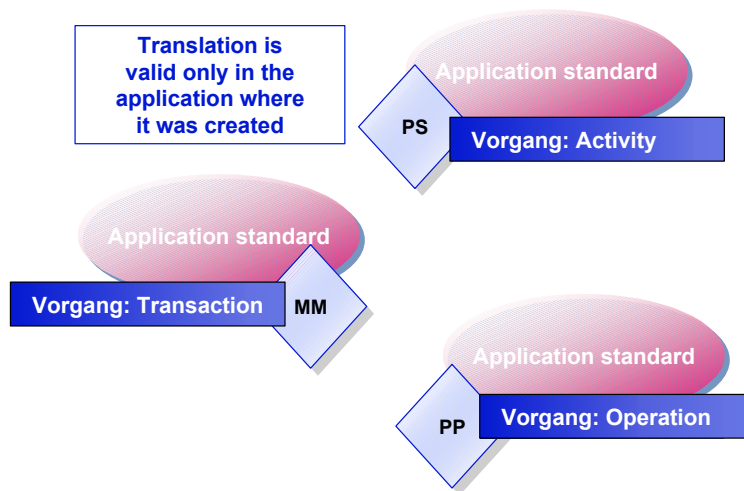 Translation is
valid only in the
application where
it was created
Application standard
PS
Vorgang: Activity
Application standard
Vorgang: Transaction
MM
Application standard
PP
Vorgang: Operation